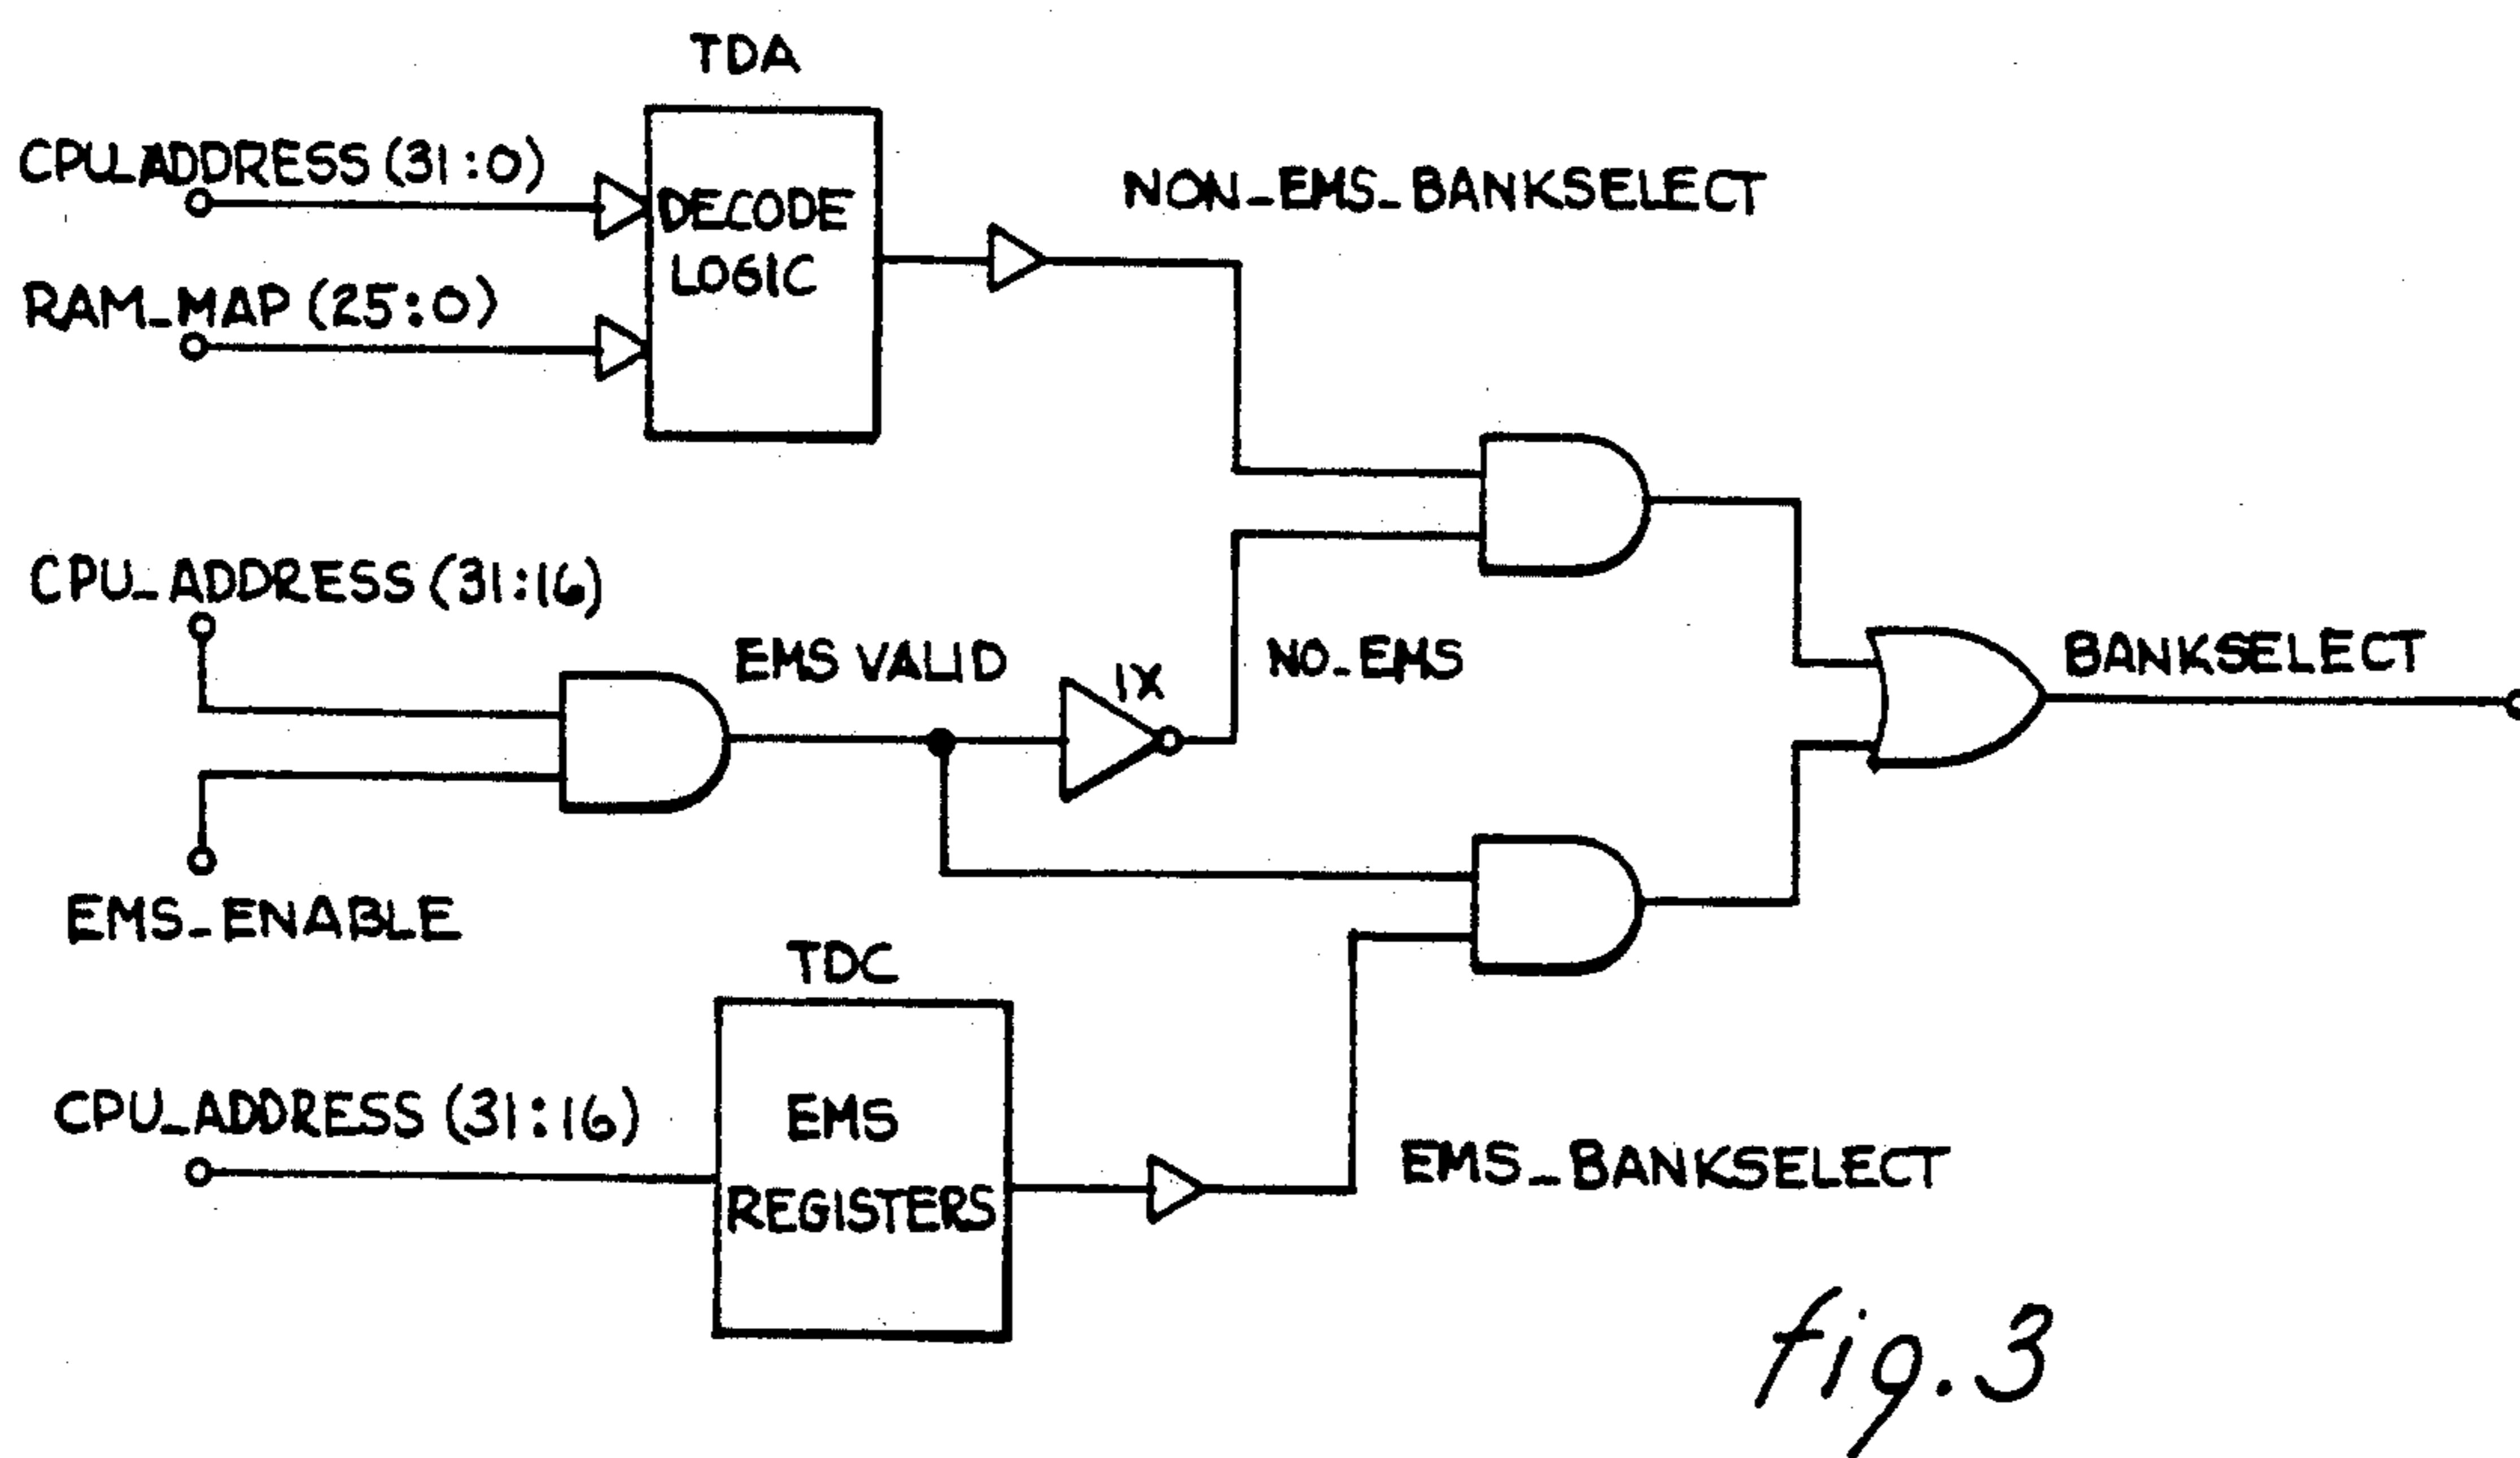 TDA
CPU_ADDRESS (31:0)
DECODE
LOGIC
NON_EMS_BANKSELECT
RAM_MAP (25:0)
CPU_ADDRESS (31:16)
EMS VALID
1X
NO_EMS
BANKSELECT
EMS_ENABLE
TDC
CPU_ADDRESS (31:16)
EMS
REGISTERS
EMS_BANKSELECT
fig. 3